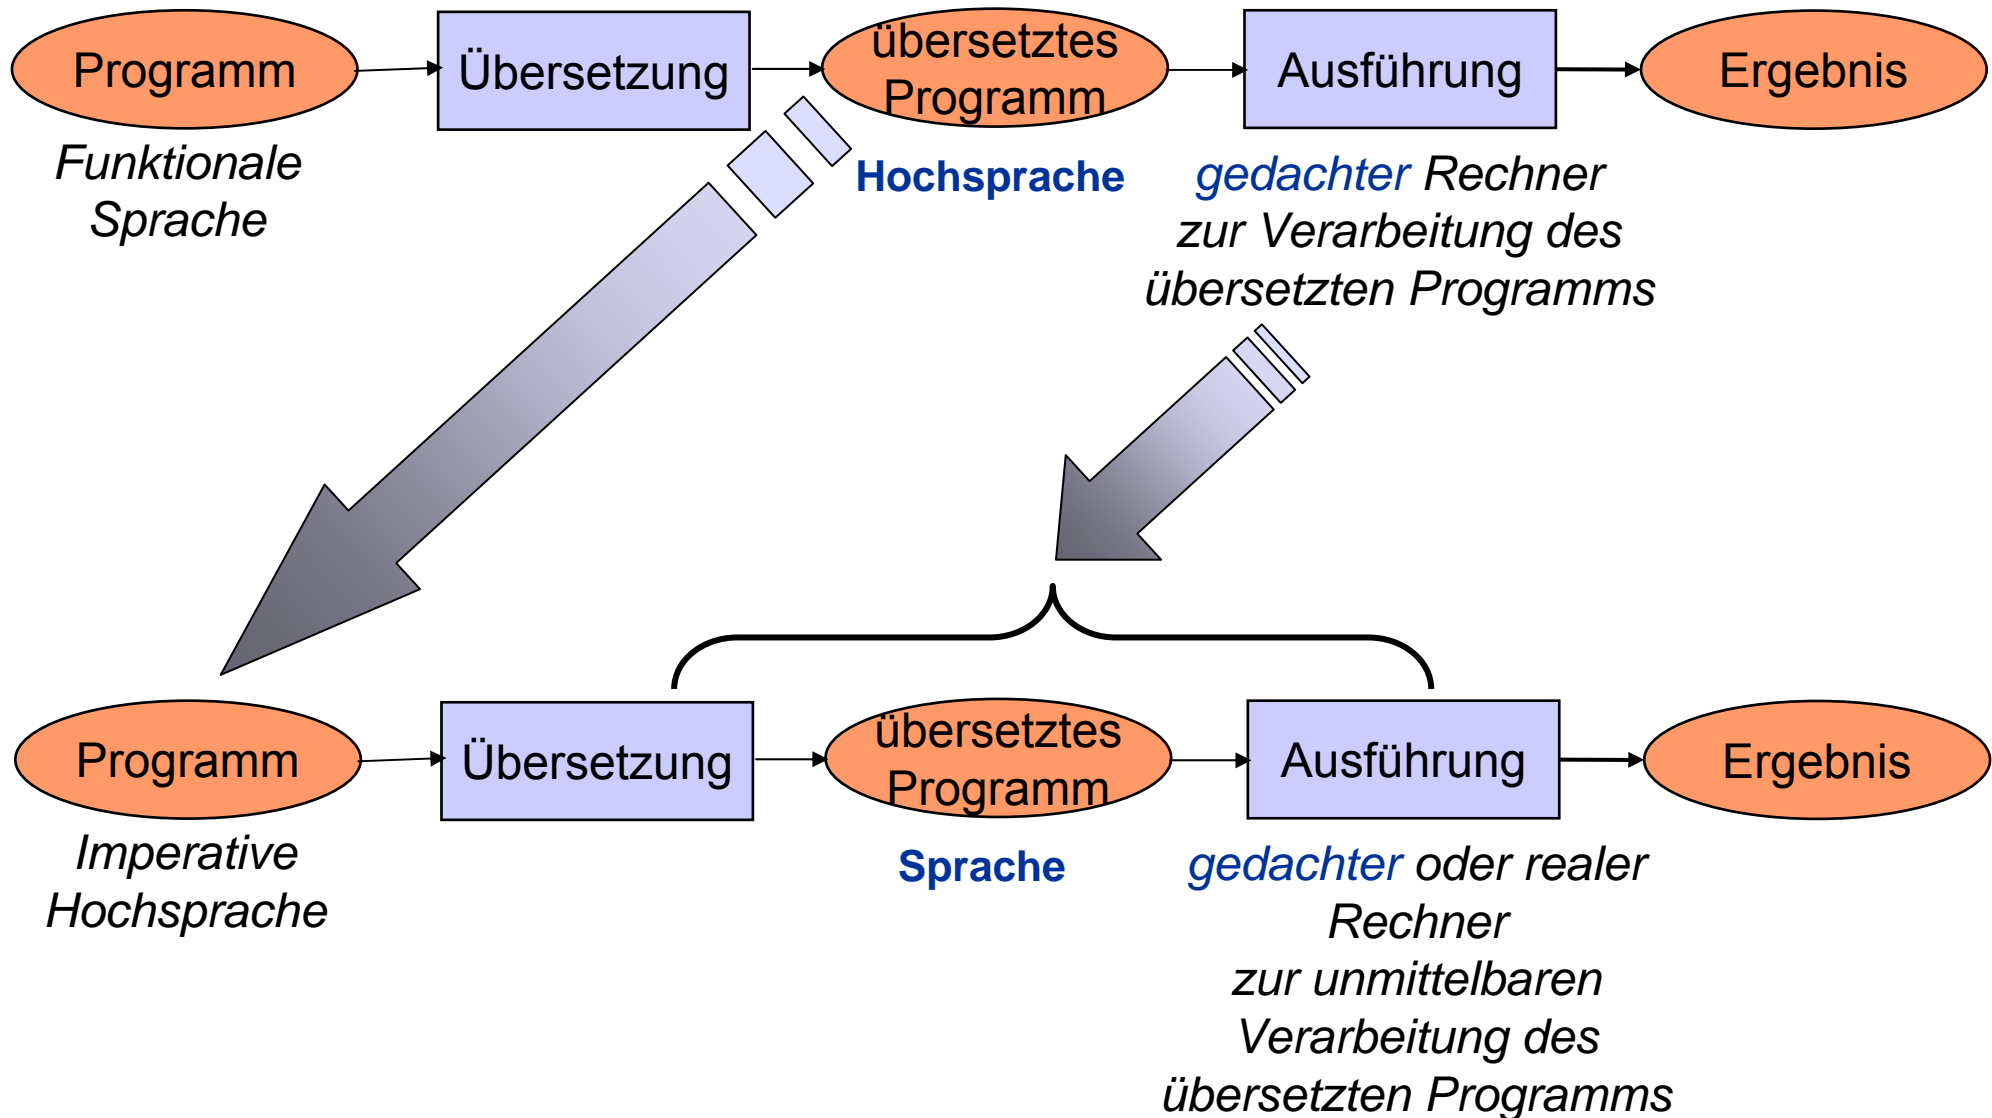 Programm
Übersetzung
übersetztes
Programm
Ausführung
Ergebnis
Funktionale
Sprache
Hochsprache
gedachter Rechner
zur Verarbeitung des
übersetzten Programms
Programm
Übersetzung
übersetztes
Programm
Ausführung
Ergebnis
Imperative
Hochsprache
Sprache
gedachter oder realer
Rechner
zur unmittelbaren
Verarbeitung des
übersetzten Programms